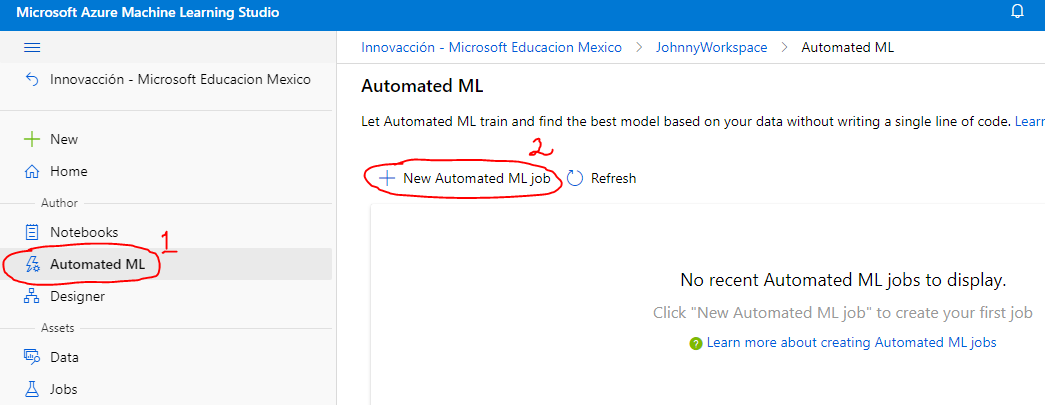 Microsoft Azure Machine Learning Studio
Innovacción - Microsoft Educacion Mexico
New
Home
Author
Notebooks
1
Automated ML
Designer
Assets
Data
Jobs
Innovacción - Microsoft Educacion Mexico > JohnnyWorkspace > Automated ML
Automated ML
Let Automated ML train and find the best model based on your data without writing a single line of code. Learn
2
New Automated ML job Refresh
No recent Automated ML jobs to display.
Click "New Automated ML job" to create your first job
? Learn more about creating Automated ML jobs